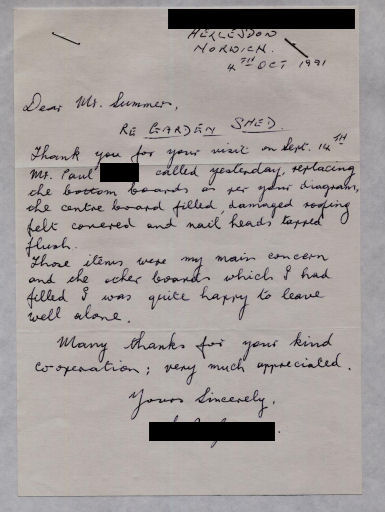 HELLESDON
NORWICH.
4TH OCT 1991
Dear Mr. Summer,
RE GARDEN SHED.
Thank you for your visit on Sept. 14TH
Mr. Paul called yesterday, replacing
the bottom boards as per your diagram,
the centre board filled, damaged roofing
felt covered and nail heads tapped
flush.
Those items were my main concern
and the other boards which I had
filled I was quite happy to leave
well alone.
Many thanks for your kind
co-operation; very much appreciated.
Yours Sincerely,